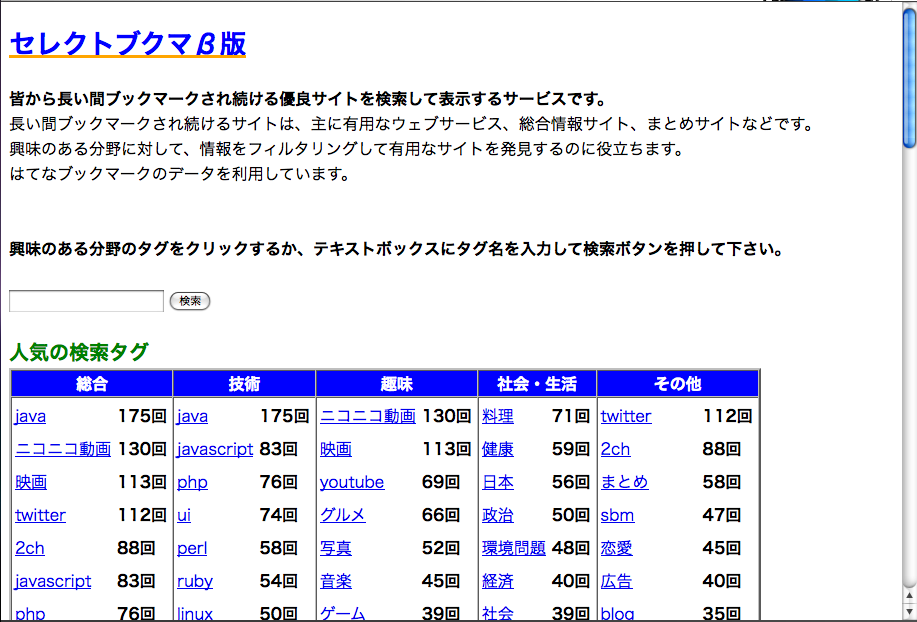 セレクトブクマβ版
皆から長い間ブックマークされ続ける優良サイトを検索して表示するサービスです。
長い間ブックマークされ続けるサイトは、主に有用なウェブサービス、総合情報サイト、まとめサイトなどです。
興味のある分野に対して、情報をフィルタリングして有用なサイトを発見するのに役立ちます。
はてなブックマークのデータを利用しています。
興味のある分野のタグをクリックするか、テキストボックスにタグ名を入力して検索ボタンを押して下さい。
検索
人気の検索タグ
総合 技術 趣味 社会・生活 その他
java 175回 java 175回 ニコニコ動画 130回 料理 71回 twitter 112回
ニコニコ動画 130回 javascript 83回 映画 113回 健康 59回 2ch 88回
映画 113回 php 76回 youtube 69回 日本 56回 まとめ 58回
twitter 112回 ui 74回 グルメ 66回 政治 50回 sbm 47回
2ch 88回 perl 58回 写真 52回 環境問題 48回 恋愛 45回
javascript 83回 ruby 54回 音楽 45回 経済 40回 広告 40回
php 76回 linux 50回 ゲーム 39回 社会 39回 blog 35回